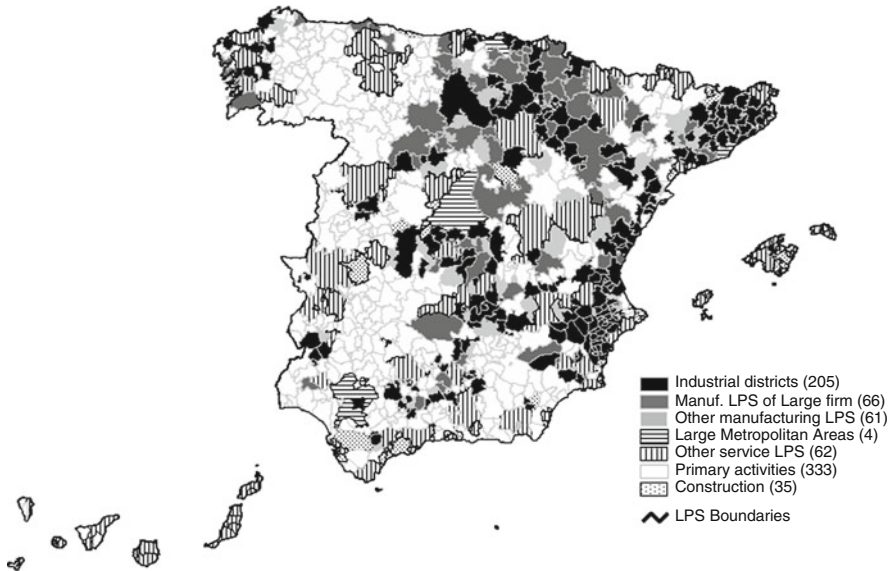 Industrial districts (205)
Manuf. LPS of Large firm (66)
Other manufacturing LPS (61)
Large Metropolitan Areas (4)
Other service LPS (62)
Primary activities (333)
Construction (35)
LPS Boundaries